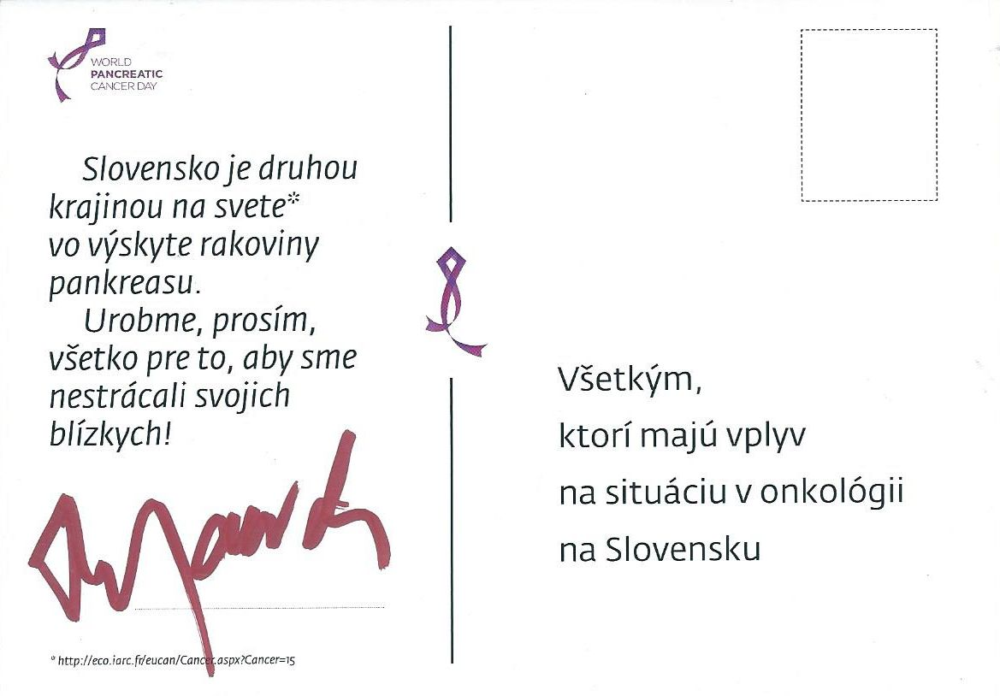 WORLD
PANCREATIC
CANCER DAY
Slovensko je druhou
krajinou na svete*
vo výskyte rakoviny
pankreasu.
Urobme, prosím,
všetko pre to, aby sme
nestrácali svojich
blízkych!
* http://eco.iarc.fr/eucan/Cancer.aspx?Cancer=15
Všetkým,
ktorí majú vplyv
na situáciu v onkológii
na Slovensku